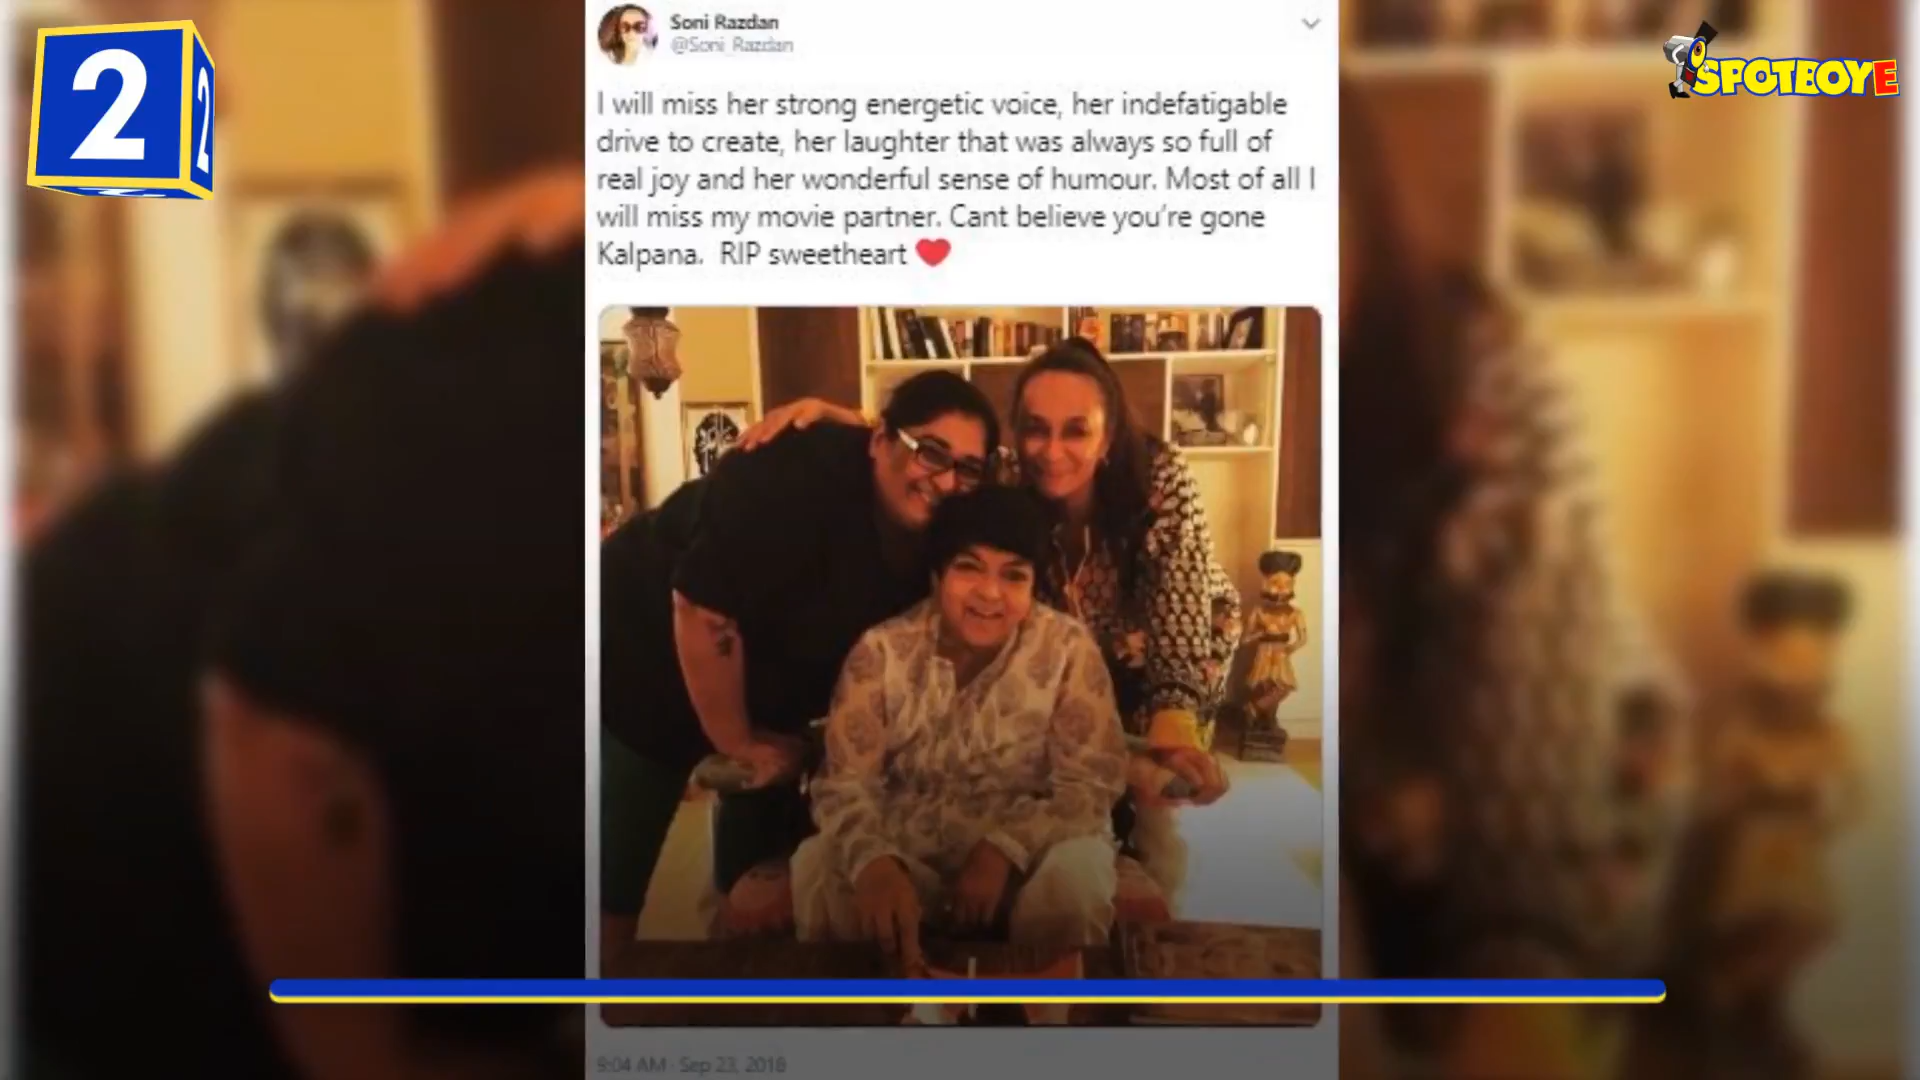 2
2
SPOTBOYE
Soni Razdan
@Soni_Razdan
I will miss her strong energetic voice, her indefatigable
drive to create, her laughter that was always so full of
real joy and her wonderful sense of humour. Most of all I
will miss my movie partner. Cant believe you’re gone
Kalpana.  RIP sweetheart ❤
9:04 AM · Sep 23, 2018